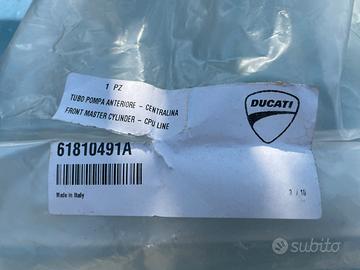 1 PZ
TUBO POMPA ANTERIORE - CENTRALINA
FRONT MASTER CYLINDER - CPU LINE
DUCATI
61810491A
Made in Italy
subito